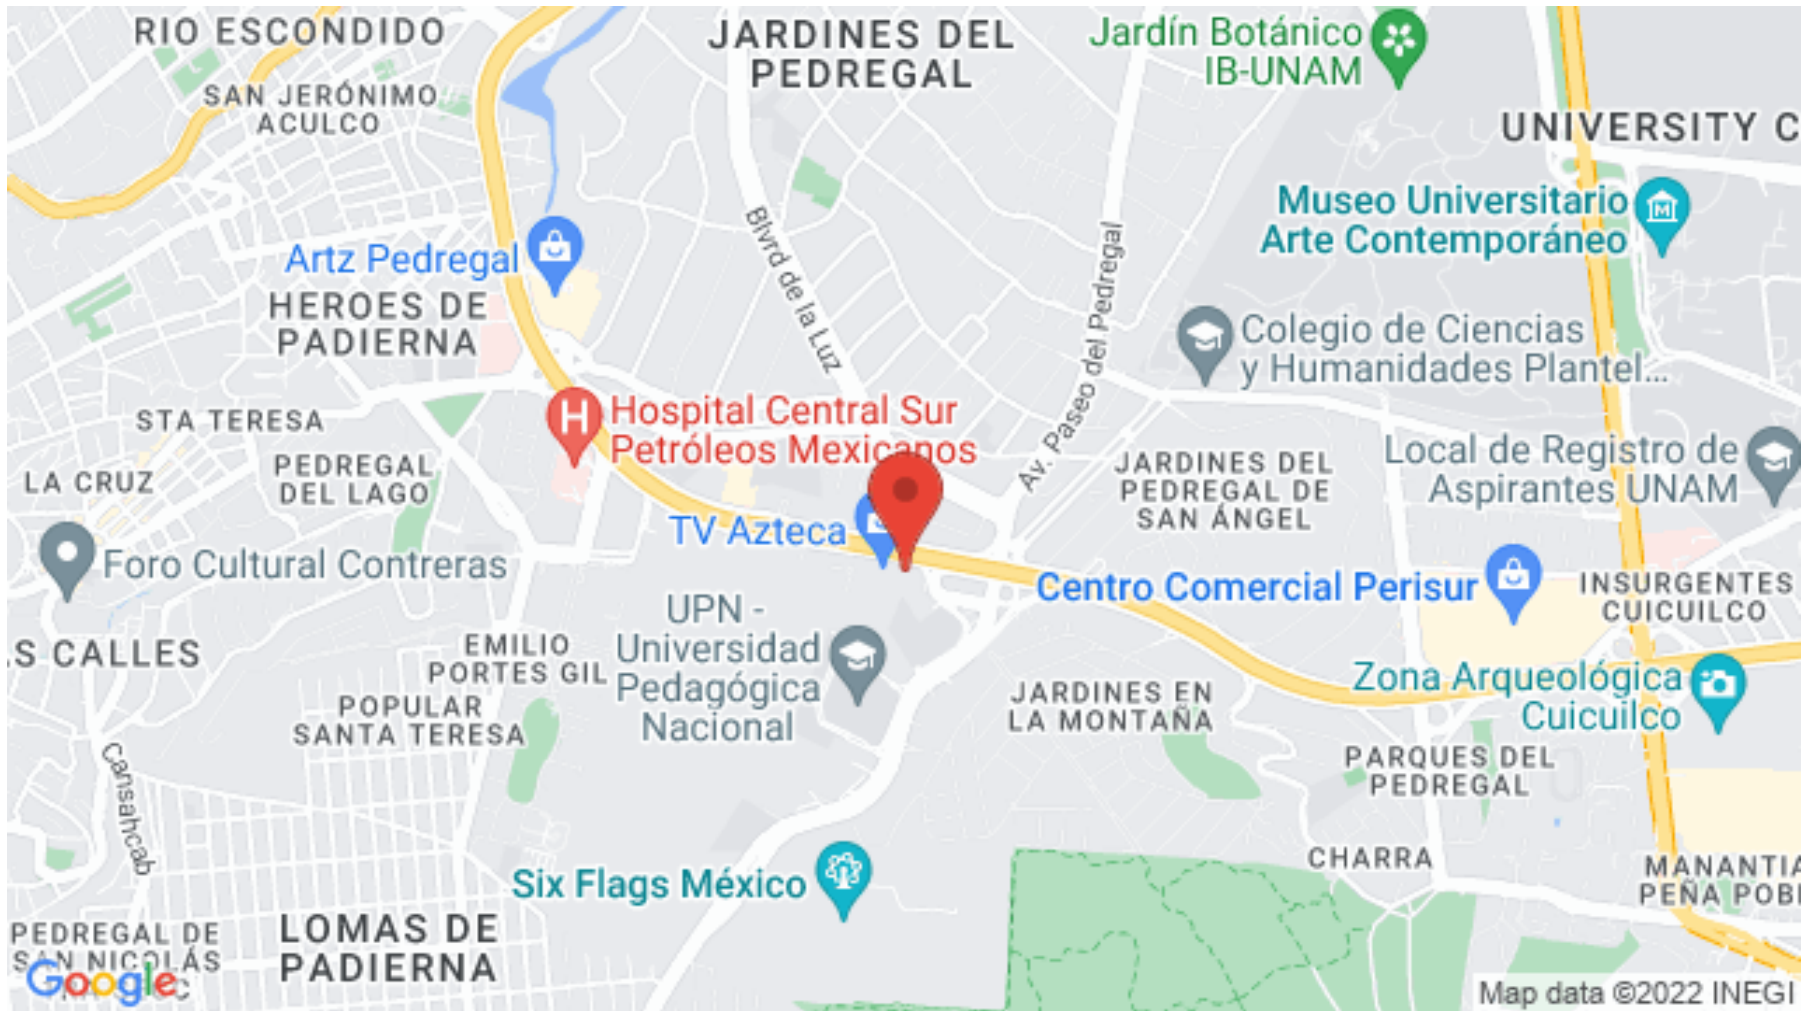 RIO ESCONDIDO
JARDINES DEL
PEDREGAL
Jardín Botánico
IB-UNAM
SAN JERÓNIMO
ACULCO
UNIVERSITY C
Museo Universitario
Arte Contemporáneo
M
Blvrd de la Luz
Av. Paseo del Pedregal
Artz Pedregal
HEROES DE
PADIERNA
Colegio de Ciencias
y Humanidades Plantel...
STA TERESA
H
Hospital Central Sur
Petróleos Mexicanos
PEDREGAL
DEL LAGO
LA CRUZ
JARDINES DEL
PEDREGAL DE
SAN ÁNGEL
Local de Registro de
Aspirantes UNAM
TV Azteca
Foro Cultural Contreras
Centro Comercial Perisur
INSURGENTES
CUICUILCO
UPN -
Universidad
Pedagógica
Nacional
S CALLES
EMILIO
PORTES GIL
POPULAR
SANTA TERESA
JARDINES EN
LA MONTAÑA
Zona Arqueológica
Cuicuilco
PARQUES DEL
PEDREGAL
Cansahcab
Six Flags México
CHARRA
MANANTIA
PEÑA POB
PEDREGAL DE
SAN NICOLÁS
LOMAS DE
PADIERNA
Google
Map data ©2022 INEGI